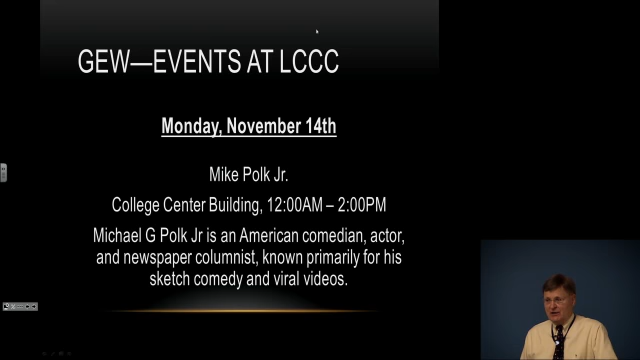 GEW—EVENTS AT LCCC
Monday, November 14th
Mike Polk Jr.
College Center Building, 12:00AM – 2:00PM
Michael G Polk Jr is an American comedian, actor,
and newspaper columnist, known primarily for his
sketch comedy and viral videos.